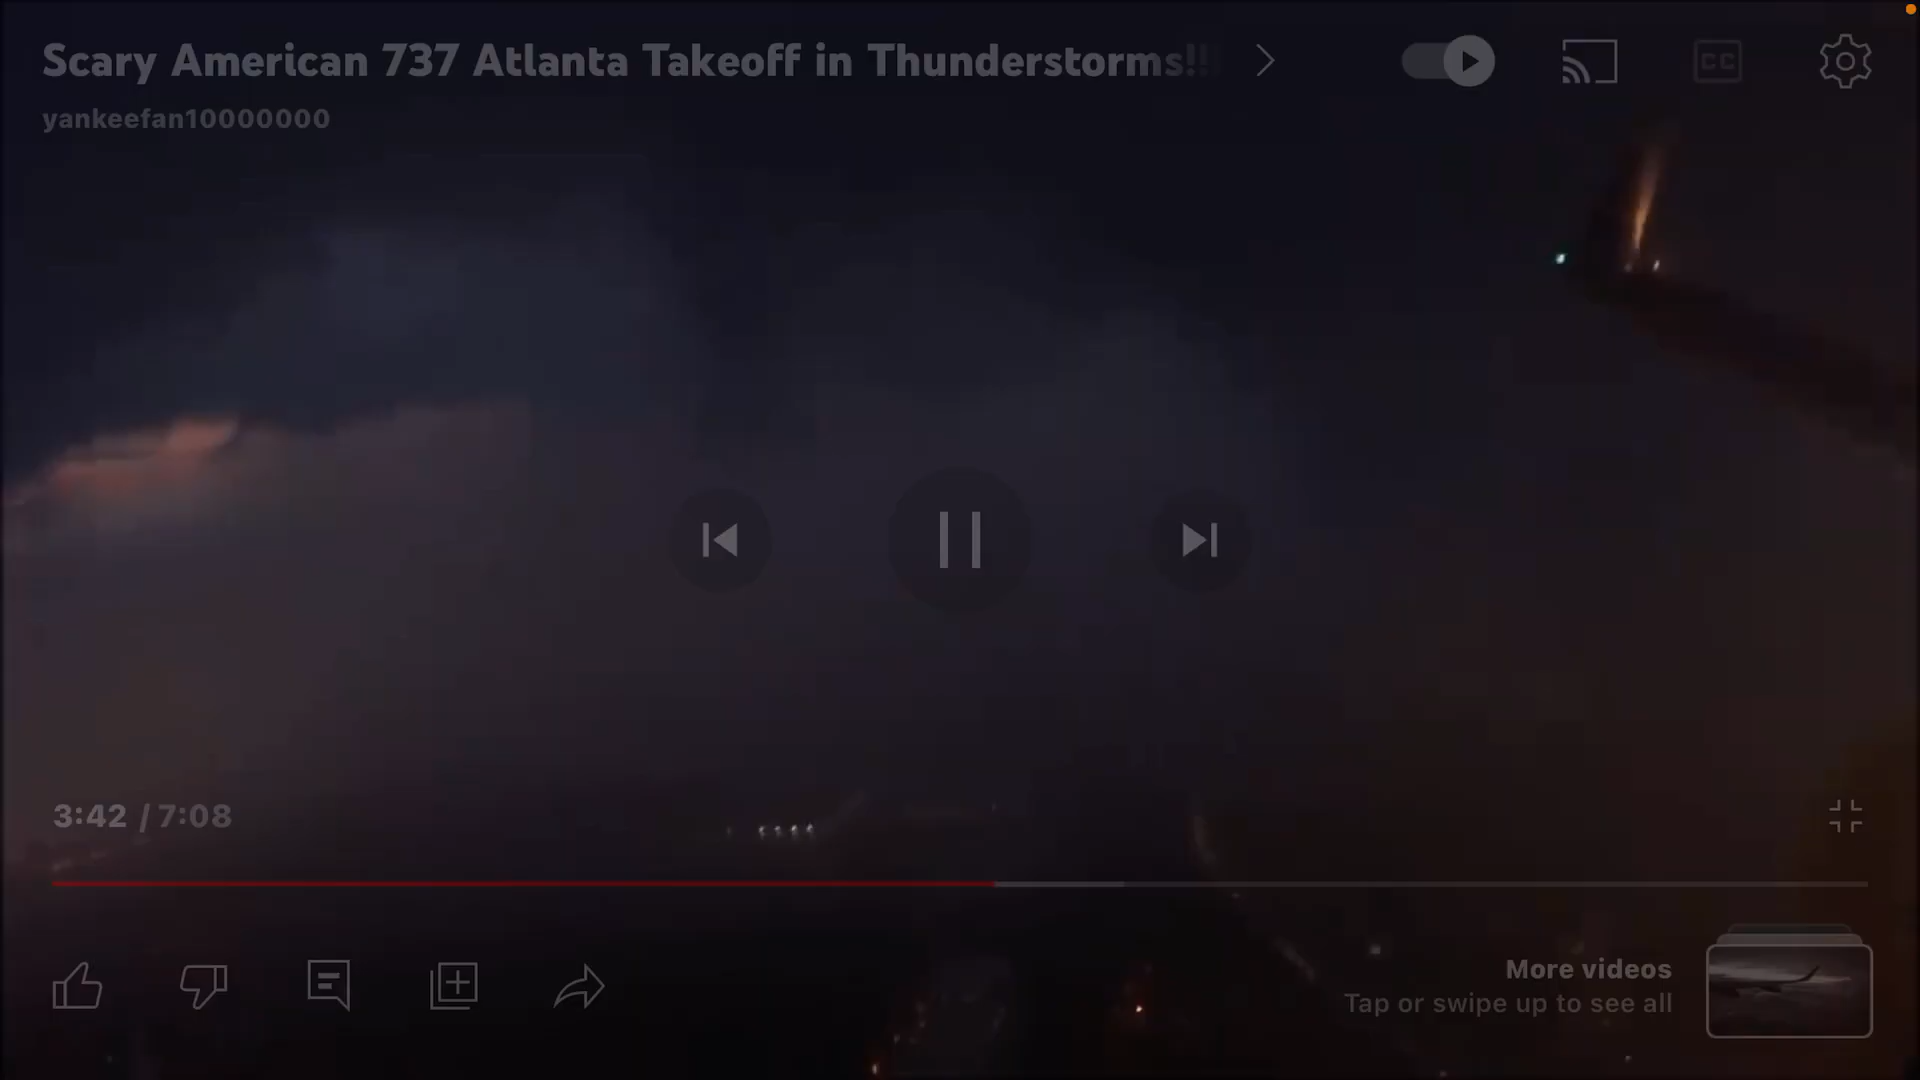 Scary American 737 Atlanta Takeoff in Thunderstorms!!!
yankeefan10000000
CC
3:42 / 7:08
More videos
Tap or swipe up to see all